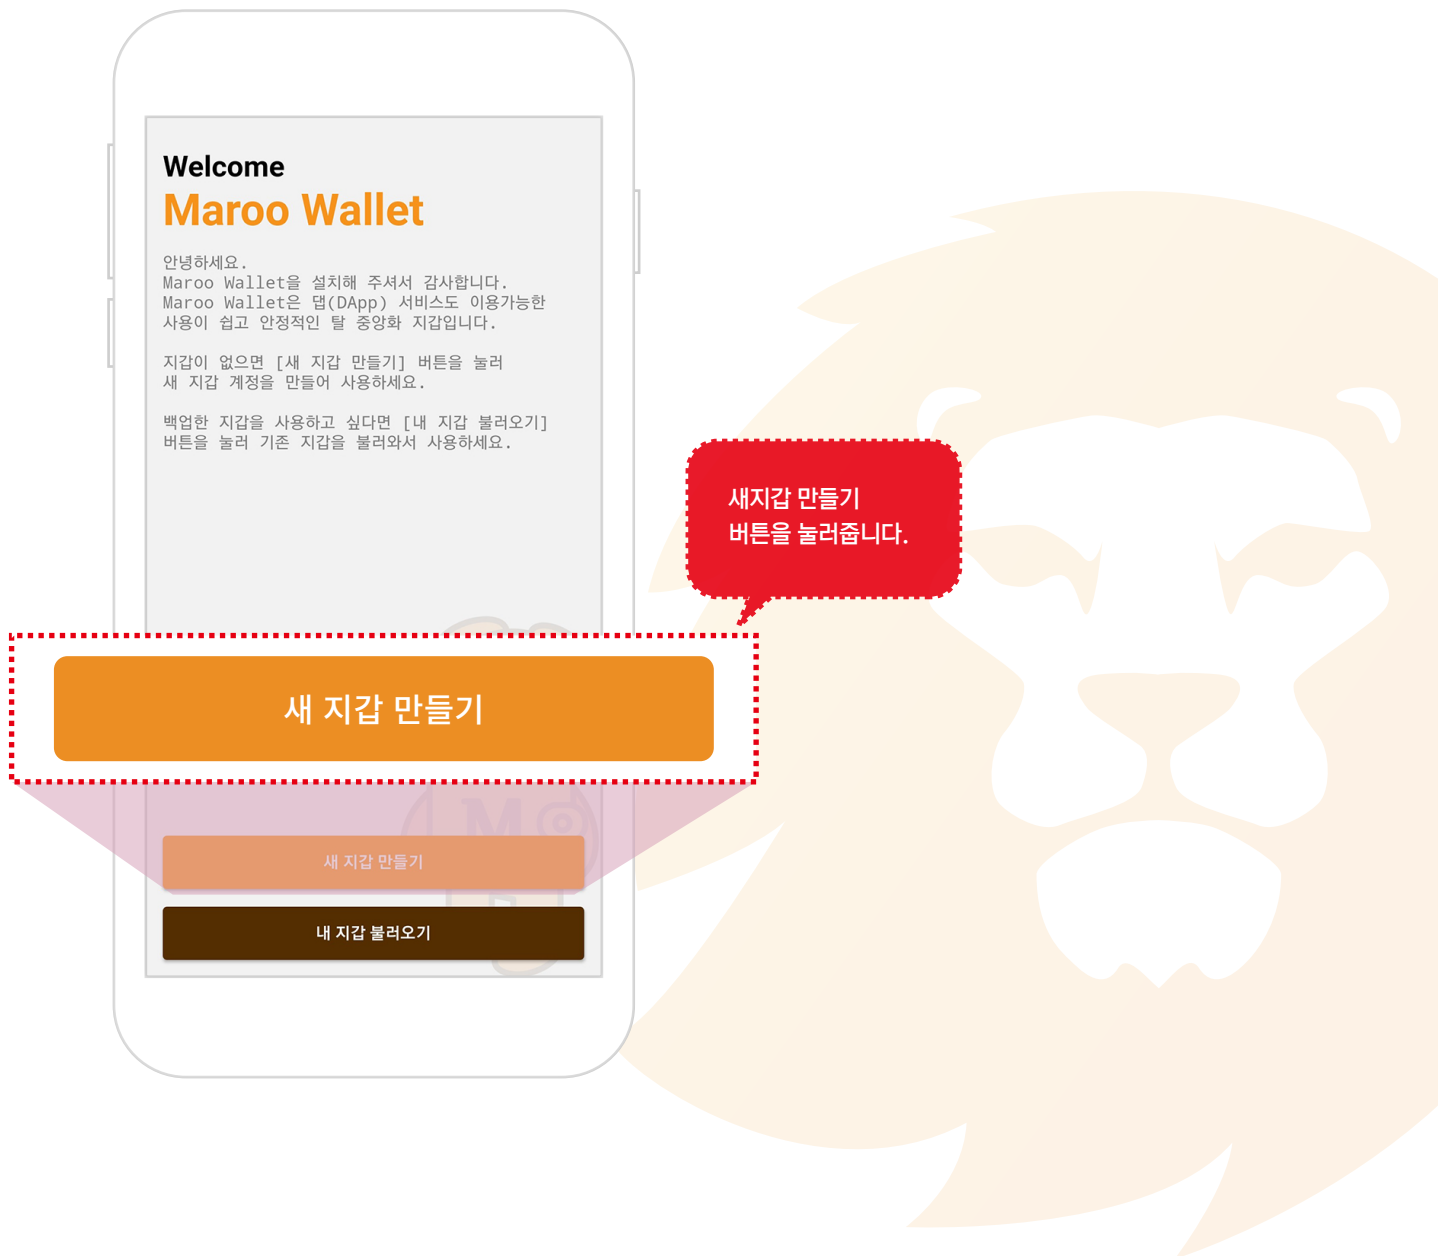 Welcome
Maroo Wallet
안녕하세요.
Maroo Wallet을 설치해 주셔서 감사합니다.
Maroo Wallet은 댑(DApp) 서비스도 이용가능한
사용이 쉽고 안정적인 탈 중앙화 지갑입니다.
지갑이 없으면 [새 지갑 만들기] 버튼을 눌러
새 지갑 계정을 만들어 사용하세요.
백업한 지갑을 사용하고 싶다면 [내 지갑 불러오기]
버튼을 눌러 기존 지갑을 불러와서 사용하세요.
새지갑 만들기
버튼을 눌러줍니다.
새 지갑 만들기
M
새 지갑 만들기
내 지갑 불러오기